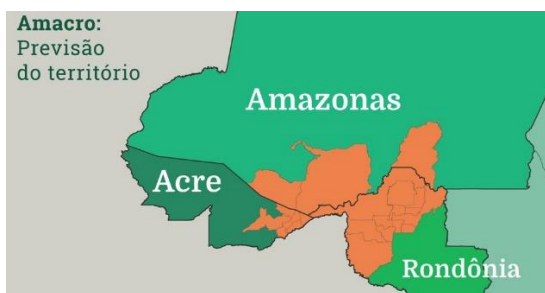 Amacro:
Previsão
do território
Amazonas
Acre
Rondônia